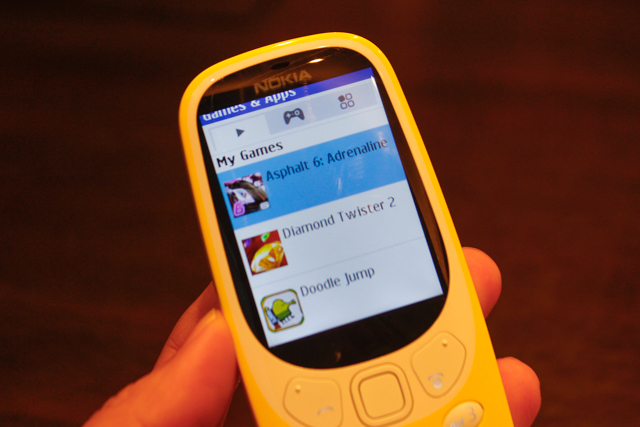 NOKIA
Games & Apps
My Games
Asphalt 6: Adrenaline
Diamond Twister 2
Doodle Jump